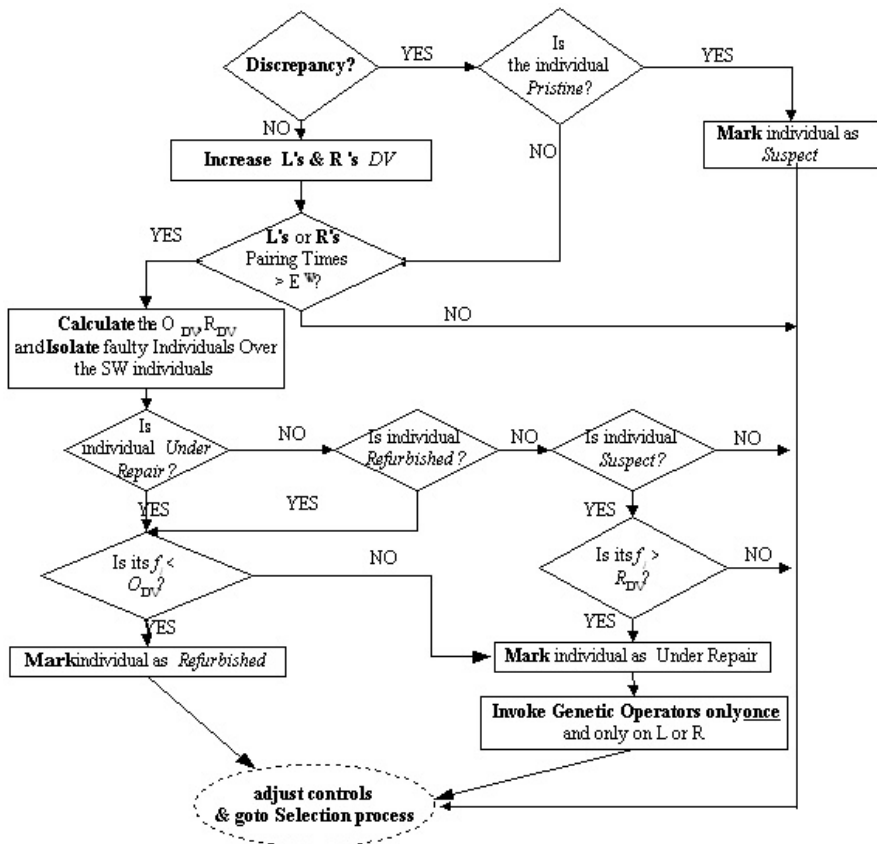 Discrepancy?
YES
Is
the individual
Pristine?
YES
NO
Increase L's & R 's DV
NO
Mark individual as
Suspect
YES
L's or R's
Pairing Times
> E w?
NO
Calculate the O DV, R DV
and Isolate faulty Individuals Over
the SW individuals
Is
individual Under
Repair ?
NO
Is individual
Refurbished ?
NO
Is individual
Suspect?
NO
YES
YES
YES
Is its fi <
ODV?
NO
Is its fi >
RDV?
NO
YES
YES
Mark individual as Refurbished
Mark individual as Under Repair
Invoke Genetic Operators only once
and only on L or R
adjust controls
& goto Selection process